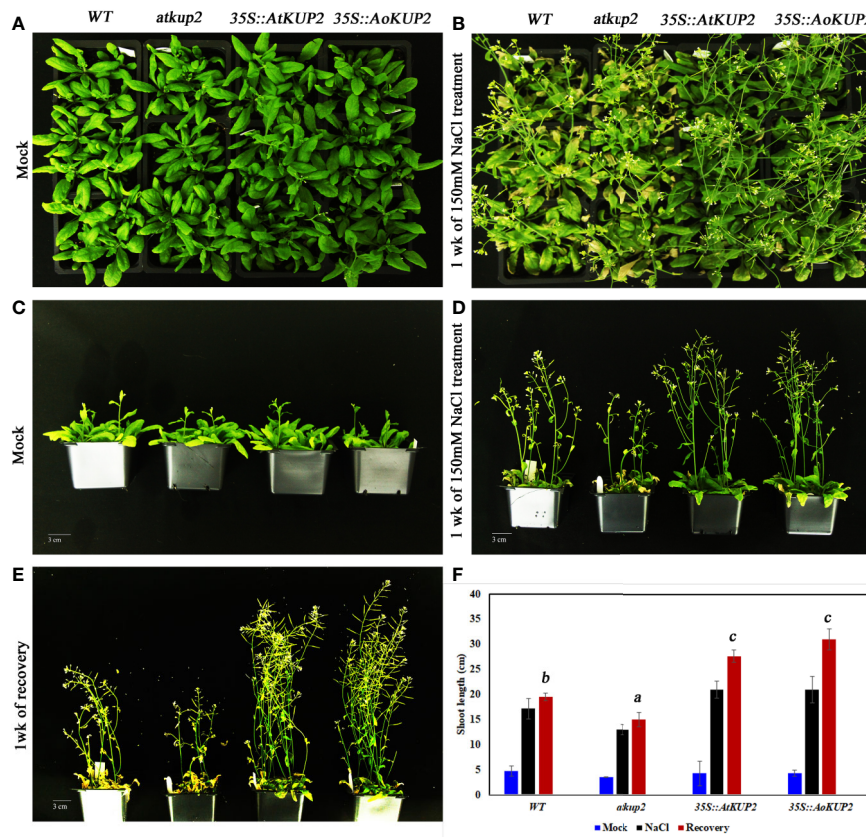 WT atkup2 35S::AtKUP2 35S::AoKUP2
WT atkup2 35S::AtKUP2 35S::AoKUP2
A
B
Mock
1 wk of 150mM NaCl treatment
C
D
Mock
3 cm
1 wk of 150mM NaCl treatment
3 cm
E
1wk of recovery
3 cm
F
Shoot length (cm)
40
35
30
25
20
15
10
5
0
b
a
c
c
WT atkup2 35S::AtKUP2 35S::AoKUP2
Mock NaCl Recovery